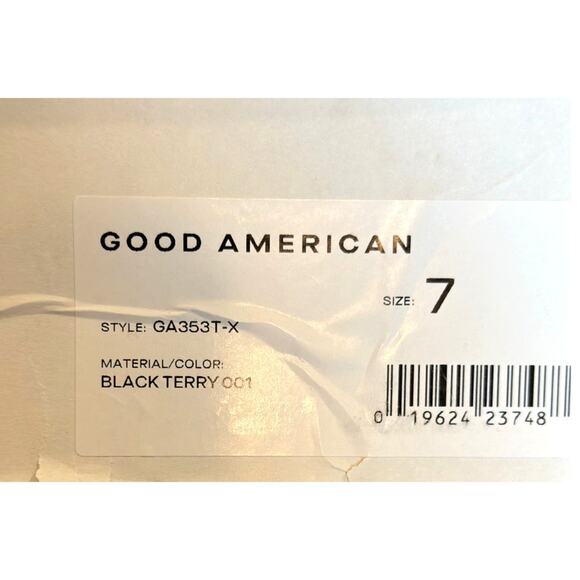 GOOD AMERICAN
SIZE: 7
STYLE: GA353T-X
MATERIAL/COLOR:
BLACK TERRY 001
0 19624 23748